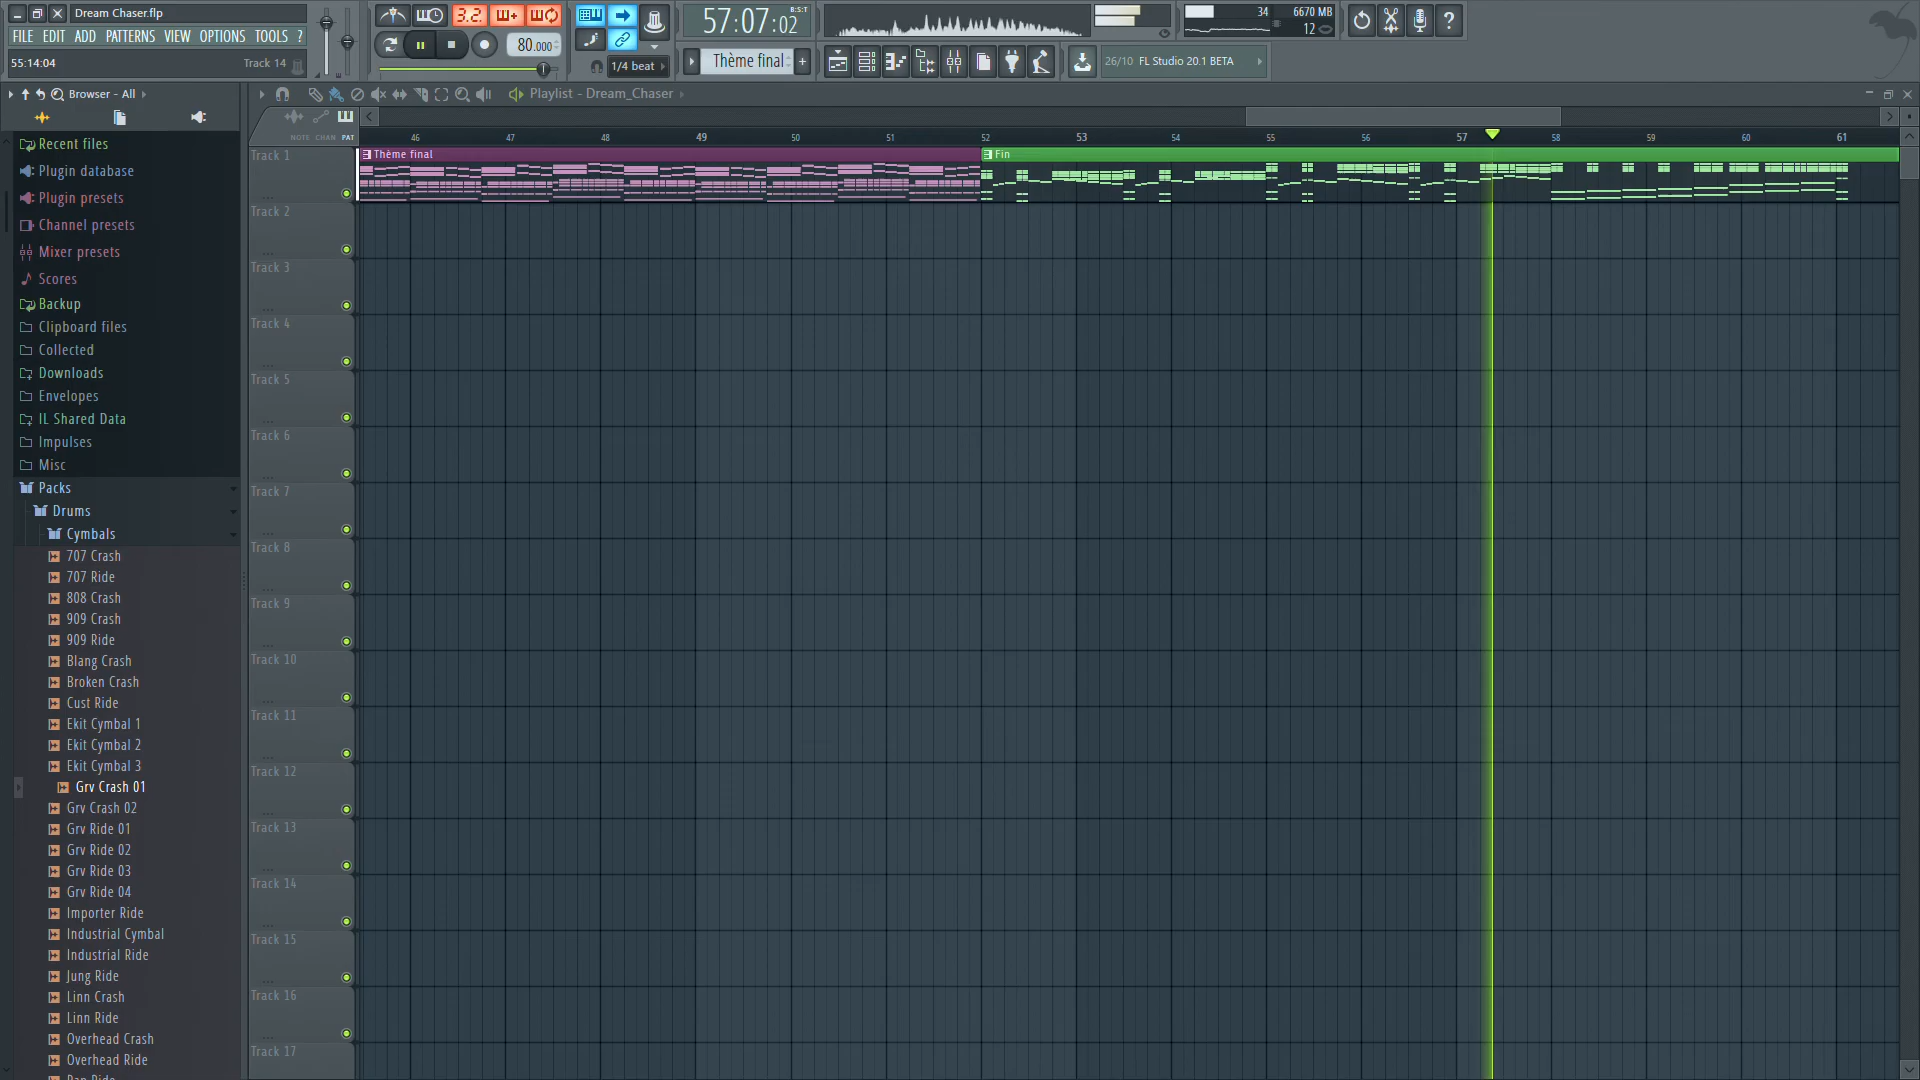 Dream Chaser.flp
FILE EDIT ADD PATTERNS VIEW OPTIONS TOOLS ?
55:14:04
Track 14
3.2.
80.000
1/4 beat
57:07:02
B:S:T
Thème final
+
34
6670 MB
12
?
26/10 FL Studio 20.1 BETA
Browser - All
Playlist - Dream_Chaser
NOTE CHAN PAT
46 47 48 49 50 51 52 53 54 55 56 57 58 59 60 61
Thème final
Fin
Recent files
Plugin database
Plugin presets
Channel presets
Mixer presets
Scores
Backup
Clipboard files
Collected
Downloads
Envelopes
IL Shared Data
Impulses
Misc
Packs
Drums
Cymbals
707 Crash
707 Ride
808 Crash
909 Crash
909 Ride
Blang Crash
Broken Crash
Cust Ride
Ekit Cymbal 1
Ekit Cymbal 2
Ekit Cymbal 3
Grv Crash 01
Grv Crash 02
Grv Ride 01
Grv Ride 02
Grv Ride 03
Grv Ride 04
Importer Ride
Industrial Cymbal
Industrial Ride
Jung Ride
Linn Crash
Linn Ride
Overhead Crash
Overhead Ride
Track 1
Track 2
Track 3
Track 4
Track 5
Track 6
Track 7
Track 8
Track 9
Track 10
Track 11
Track 12
Track 13
Track 14
Track 15
Track 16
Track 17